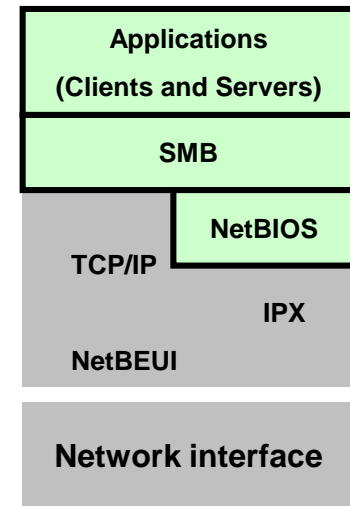 Applications
(Clients and Servers)
SMB
NetBIOS
TCP/IP
IPX
NetBEUI
Network interface